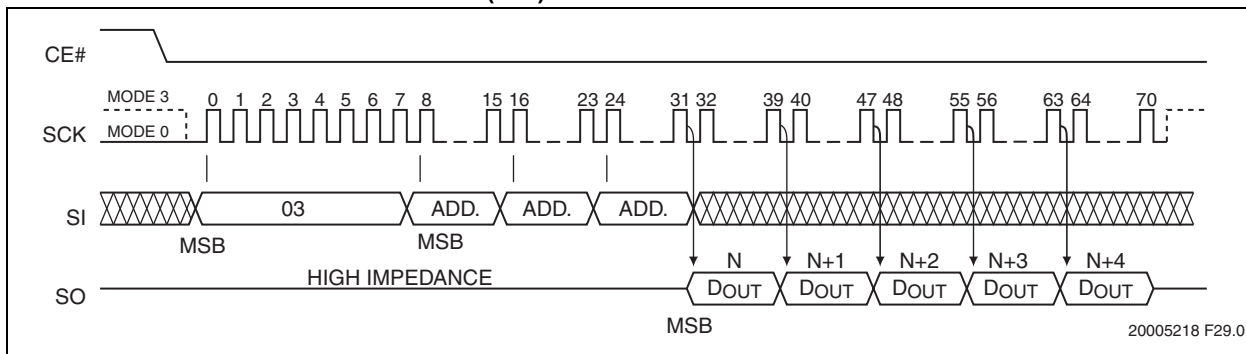 CE#
MODE 3
0 1 2 3 4 5 6 7 8 15 16 23 24 31 32 39 40 47 48 55 56 63 64 70
SCK
MODE 0
SI
03
ADD.
ADD.
ADD.
MSB
MSB
N
N+1
N+2
N+3
N+4
HIGH IMPEDANCE
SO
DOUT
DOUT
DOUT
DOUT
DOUT
MSB
20005218 F29.0